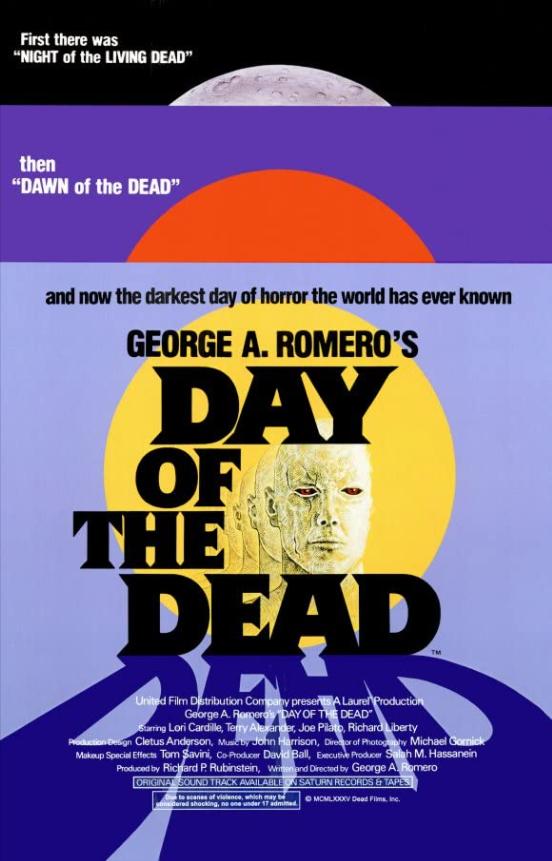 First there was
“NIGHT of the LIVING DEAD”
then
“DAWN of the DEAD”
and now the darkest day of horror the world has ever known
GEORGE A. ROMERO’S
DAY
OF
THE
DEAD
TM
DEAD
United Film Distribution Company presents A Laurel Production
George A. Romero's "DAY OF THE DEAD"
Starring Lori Cardille, Terry Alexander, Joe Pilato, Richard Liberty
Production Design Cletus Anderson, Music by John Harrison, Director of Photography Michael Gornick
Makeup Special Effects Tom Savini, Co-Producer David Ball, Executive Producer Salah M. Hassanein
Produced by Richard P. Rubinstein, Written and Directed by George A. Romero
ORIGINAL SOUND TRACK AVAILABLE ON SATURN RECORDS & TAPES
Due to scenes of violence, which may be
considered shocking, no one under 17 admitted.
© MCMLXXXV Dead Films, Inc.